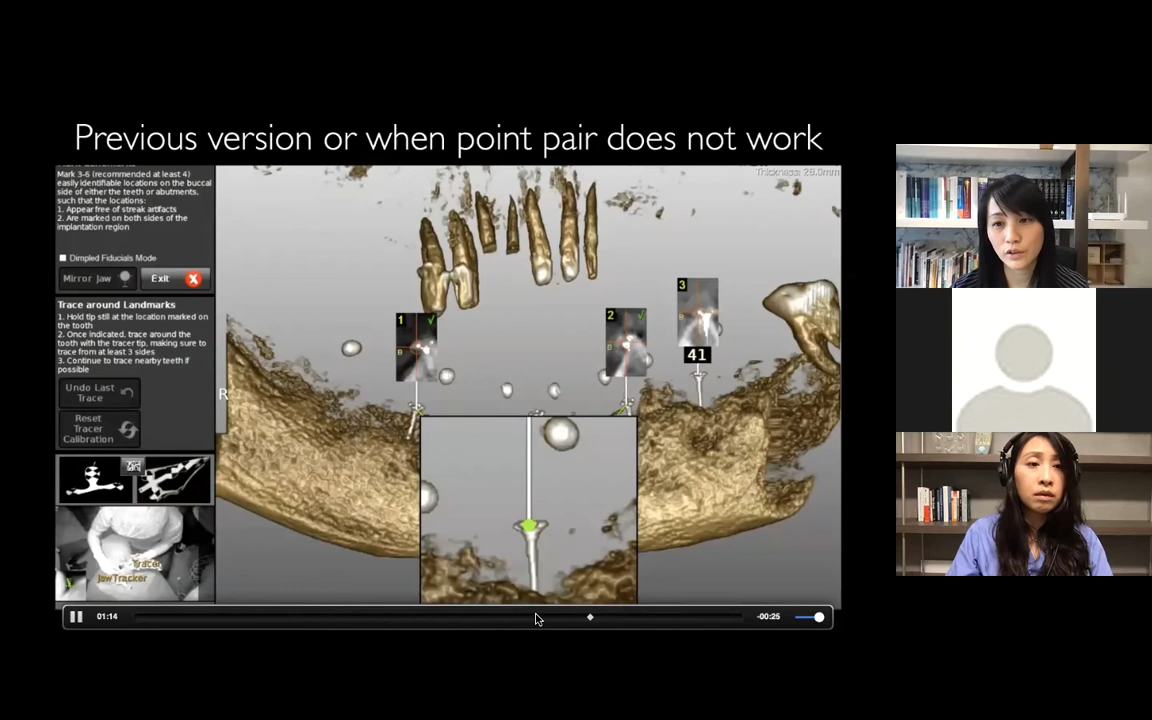 Previous version or when point pair does not work
Mark 3-6 (recommended at least 4)
easily identifiable locations on the buccal
side of either the teeth or abutments,
such that the locations:
1. Appear free of streak artifacts
2. Are marked on both sides of the
implantation region
Dimpled Fiducials Mode
Mirror Jaw
Exit
Trace around Landmarks
1. Hold tip still at the location marked on
the tooth
2. Once indicated, trace around the
tooth with the tracer tip, making sure to
trace from at least 3 sides
3. Continue to trace nearby teeth if
possible
Undo Last
Trace
Reset
Tracer
Calibration
Tracer
JawTracker
Thickness: 28.0mm
R
1
B
2
B
3
B
41
01:14
-00:25